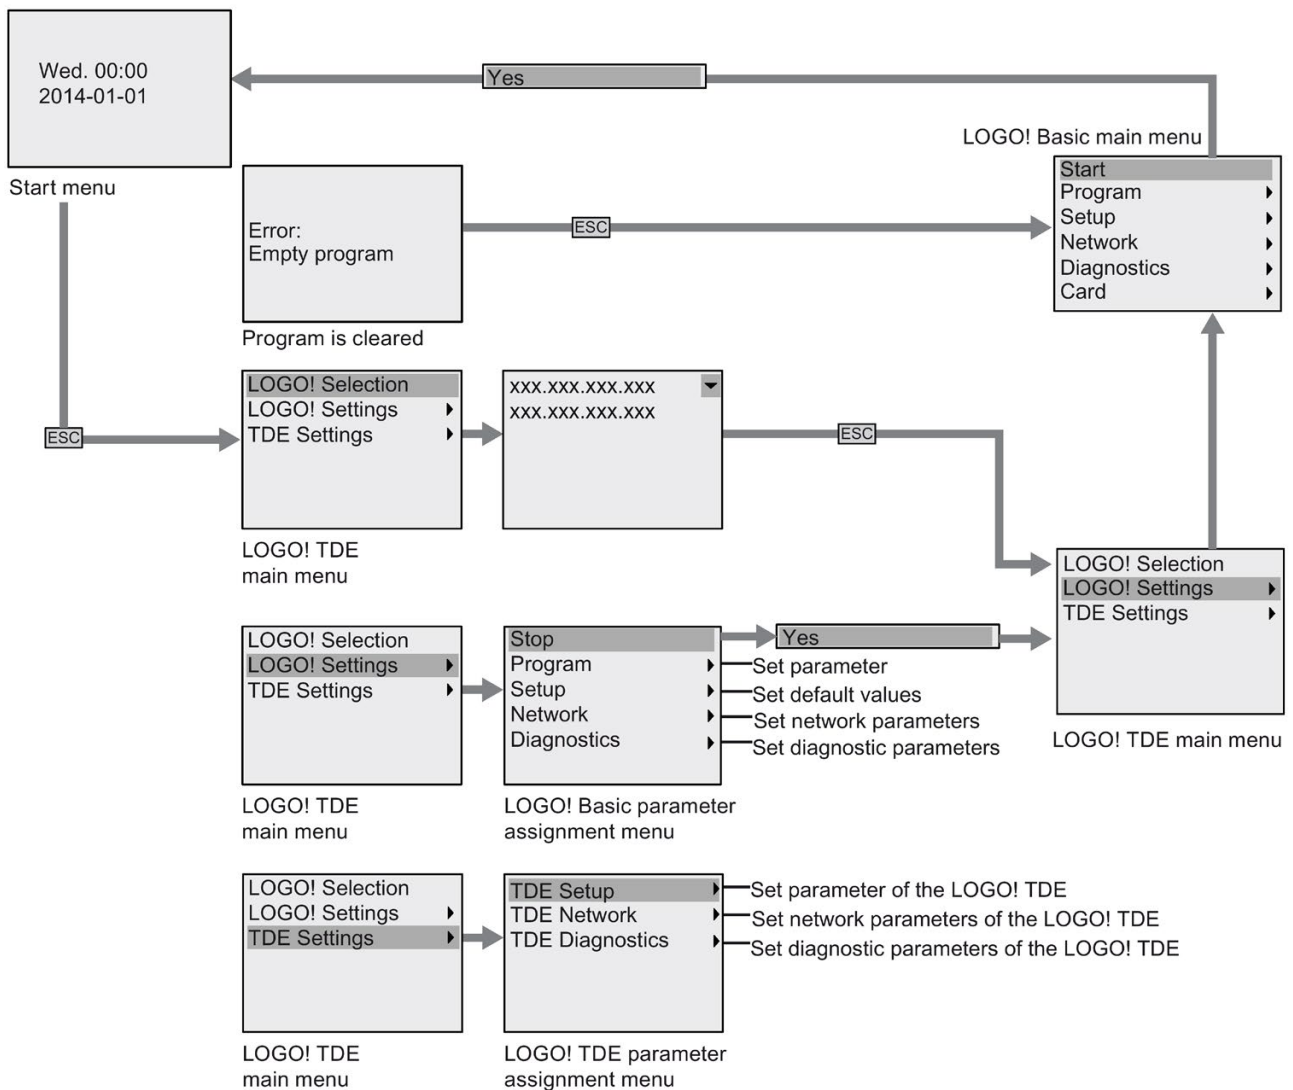 Wed. 00:00
2014-01-01
Start menu
Yes
LOGO! Basic main menu
Start
Program
Setup
Network
Diagnostics
Card
Error:
Empty program
Program is cleared
ESC
ESC
LOGO! Selection
LOGO! Settings
TDE Settings
LOGO! TDE
main menu
xxx.xxx.xxx.xxx
xxx.xxx.xxx.xxx
ESC
LOGO! Selection
LOGO! Settings
TDE Settings
LOGO! TDE main menu
LOGO! Selection
LOGO! Settings
TDE Settings
LOGO! TDE
main menu
Stop
Program
Setup
Network
Diagnostics
LOGO! Basic parameter
assignment menu
Yes
Set parameter
Set default values
Set network parameters
Set diagnostic parameters
LOGO! Selection
LOGO! Settings
TDE Settings
LOGO! TDE
main menu
TDE Setup
TDE Network
TDE Diagnostics
LOGO! TDE parameter
assignment menu
Set parameter of the LOGO! TDE
Set network parameters of the LOGO! TDE
Set diagnostic parameters of the LOGO! TDE